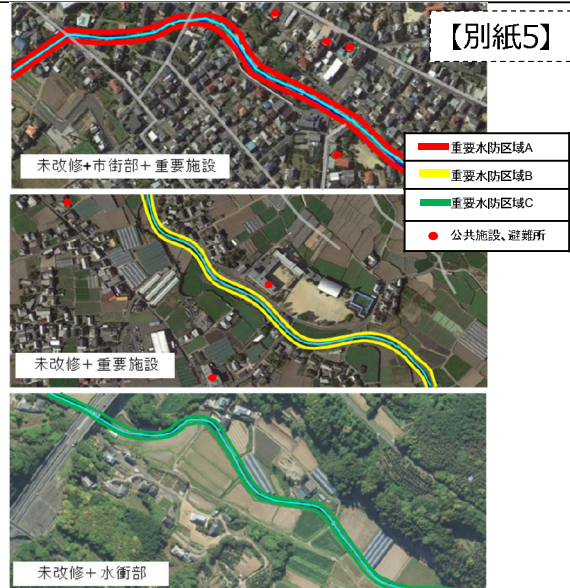 【別紙5】
未改修+市街部+重要施設
重要水防区域A
重要水防区域B
重要水防区域C
公共施設、避難所
未改修+重要施設
未改修+水衝部